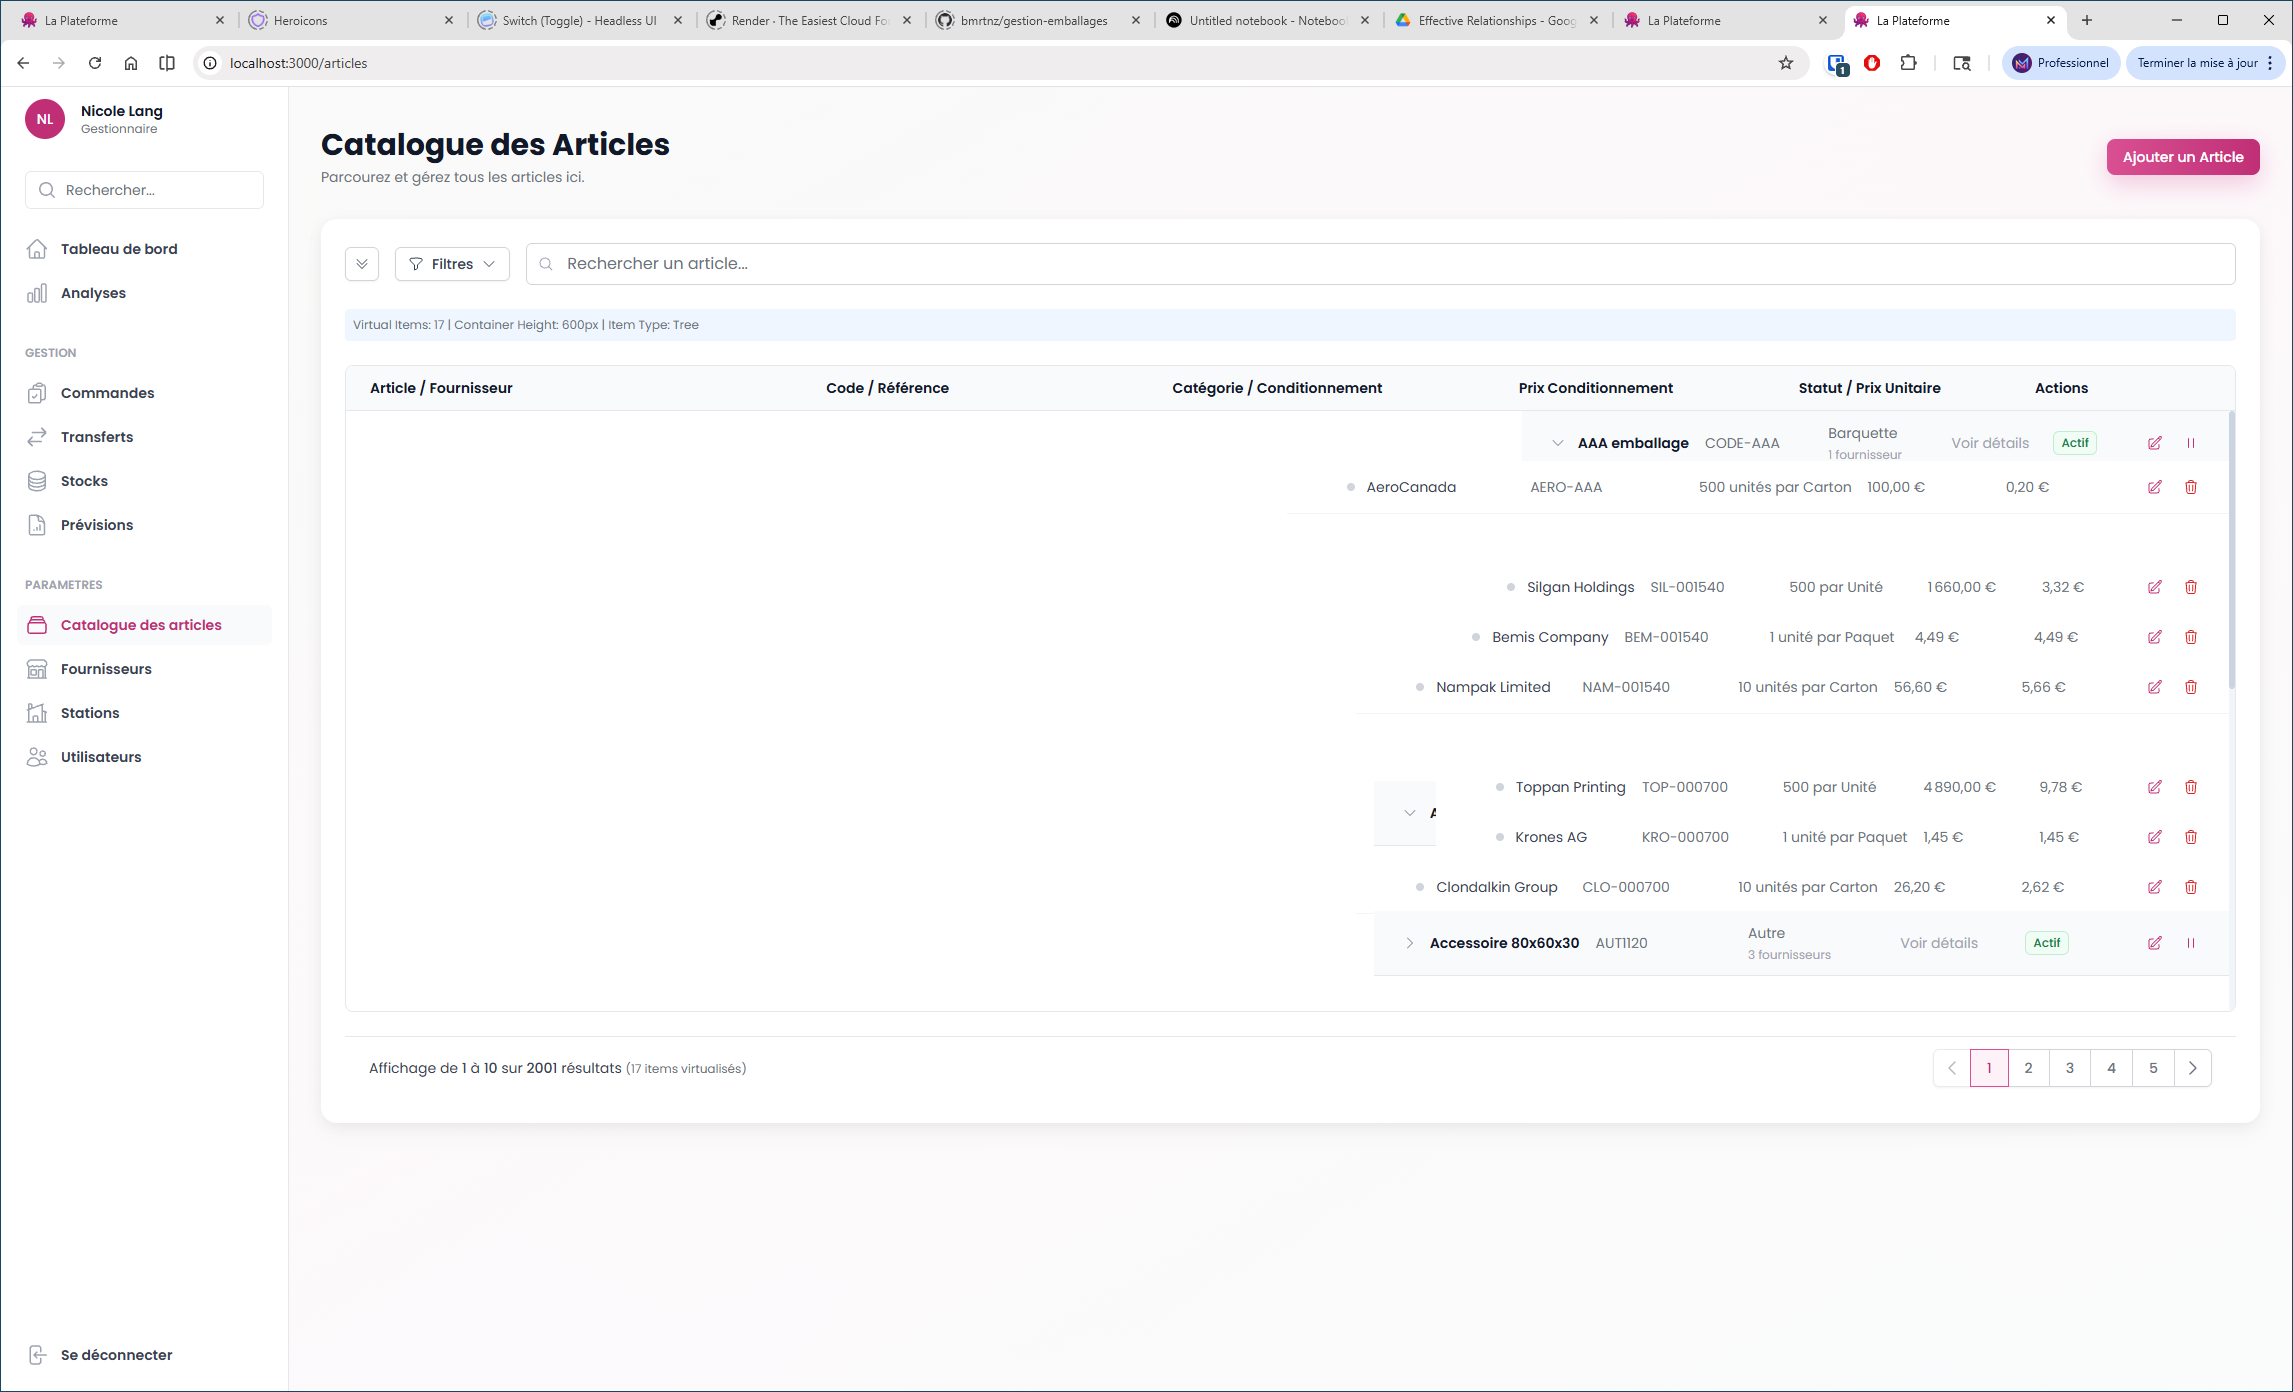 La Plateforme
Heroicons
Switch (Toggle) - Headless UI
Render · The Easiest Cloud Fo
bmrtnz/gestion-emballages
Untitled notebook - Noteboo
Effective Relationships - Goog
La Plateforme
La Plateforme
localhost:3000/articles
1
Professionnel
Terminer la mise à jour
NL
Nicole Lang
Gestionnaire
Rechercher...
Tableau de bord
Analyses
GESTION
Commandes
Transferts
Stocks
Prévisions
PARAMETRES
Catalogue des articles
Fournisseurs
Stations
Utilisateurs
Se déconnecter
Catalogue des Articles
Parcourez et gérez tous les articles ici.
Ajouter un Article
Filtres
Rechercher un article...
Virtual Items: 17 | Container Height: 600px | Item Type: Tree
Article / Fournisseur Code / Référence Catégorie / Conditionnement Prix Conditionnement Statut / Prix Unitaire Actions
AAA emballage CODE-AAA Barquette Voir détails Actif
1 fournisseur
AeroCanada AERO-AAA 500 unités par Carton 100,00 € 0,20 €
Silgan Holdings SIL-001540 500 par Unité 1 660,00 € 3,32 €
Bemis Company BEM-001540 1 unité par Paquet 4,49 € 4,49 €
Nampak Limited NAM-001540 10 unités par Carton 56,60 € 5,66 €
Toppan Printing TOP-000700 500 par Unité 4 890,00 € 9,78 €
Krones AG KRO-000700 1 unité par Paquet 1,45 € 1,45 €
Clondalkin Group CLO-000700 10 unités par Carton 26,20 € 2,62 €
Accessoire 80x60x30 AUT1120 Autre Voir détails Actif
3 fournisseurs
Affichage de 1 à 10 sur 2001 résultats (17 items virtualisés)
1 2 3 4 5